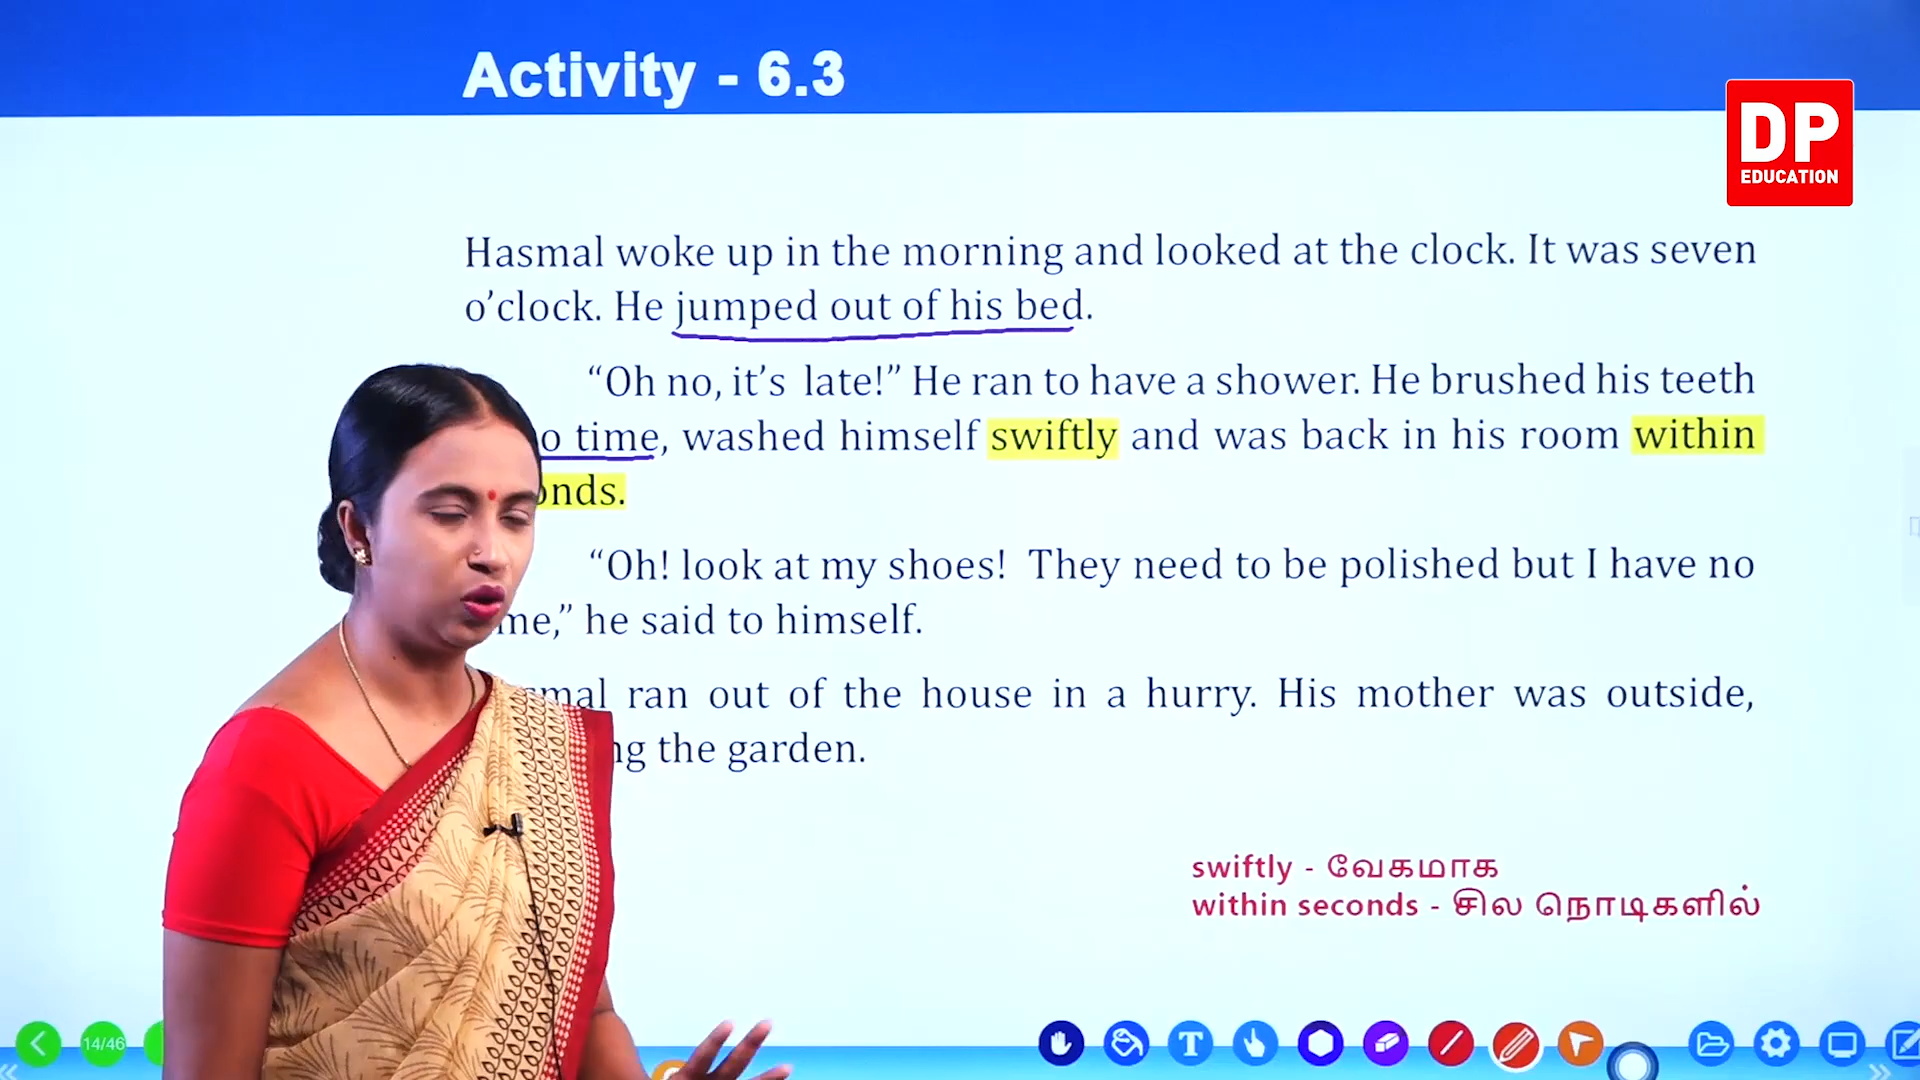 Activity - 6.3
DP
EDUCATION
Hasmal woke up in the morning and looked at the clock. It was seven
o’clock. He jumped out of his bed.
“Oh no, it’s late!” He ran to have a shower. He brushed his teeth
time, washed himself swiftly and was back in his room within
“Oh! look at my shoes! They need to be polished but I have no
he said to himself.
ran out of the house in a hurry. His mother was outside,
the garden.
swiftly - வேகமாக
within seconds - சில நொடிகளில்
14/46
T